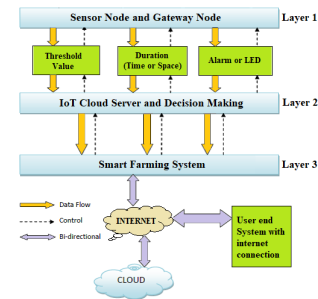 Sensor Node and Gateway Node
Layer 1
Threshold
Value
Duration
(Time or Space)
Alarm or LED
IoT Cloud Server and Decision Making
Layer 2
Smart Farming System
Layer 3
Data Flow
Control
Bi-directional
INTERNET
User end
System with
internet
connection
CLOUD